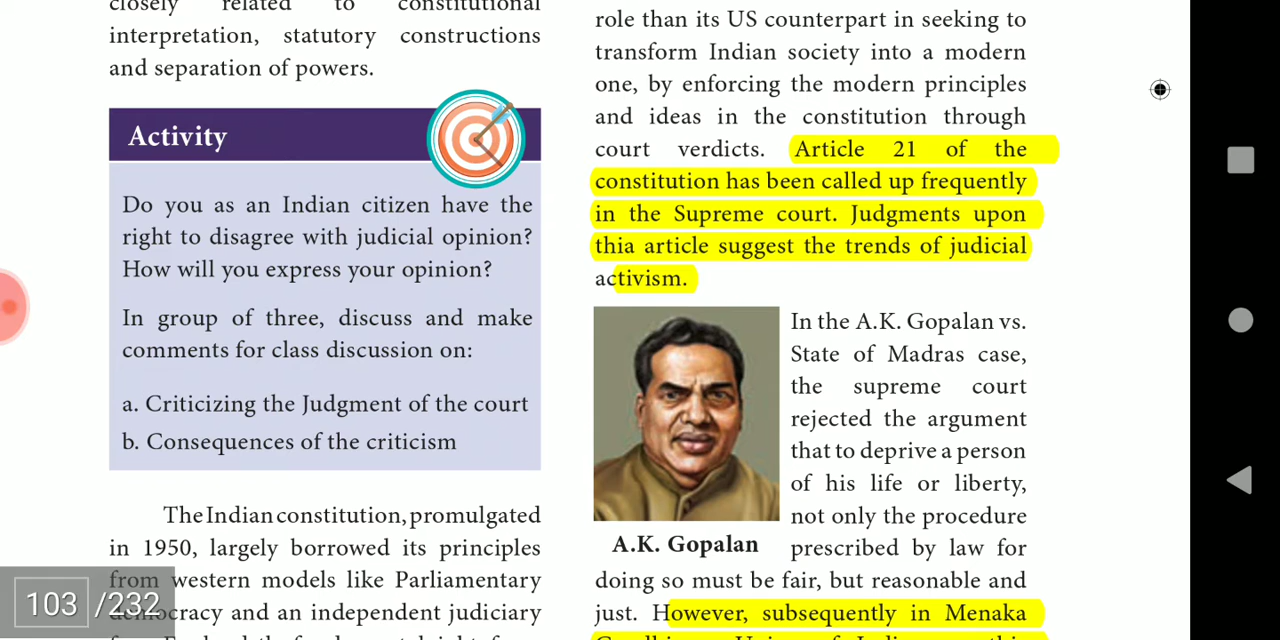 closely related to constitutional
interpretation, statutory constructions
and separation of powers.
Activity
Do you as an Indian citizen have the
right to disagree with judicial opinion?
How will you express your opinion?
In group of three, discuss and make
comments for class discussion on:
a. Criticizing the Judgment of the court
b. Consequences of the criticism
The Indian constitution, promulgated
in 1950, largely borrowed its principles
from western models like Parliamentary
democracy and an independent judiciary
role than its US counterpart in seeking to
transform Indian society into a modern
one, by enforcing the modern principles
and ideas in the constitution through
court verdicts. Article 21 of the
constitution has been called up frequently
in the Supreme court. Judgments upon
thia article suggest the trends of judicial
activism.
In the A.K. Gopalan vs.
State of Madras case,
the supreme court
rejected the argument
that to deprive a person
of his life or liberty,
not only the procedure
A.K. Gopalan
prescribed by law for
doing so must be fair, but reasonable and
just. However, subsequently in Menaka
103 /232